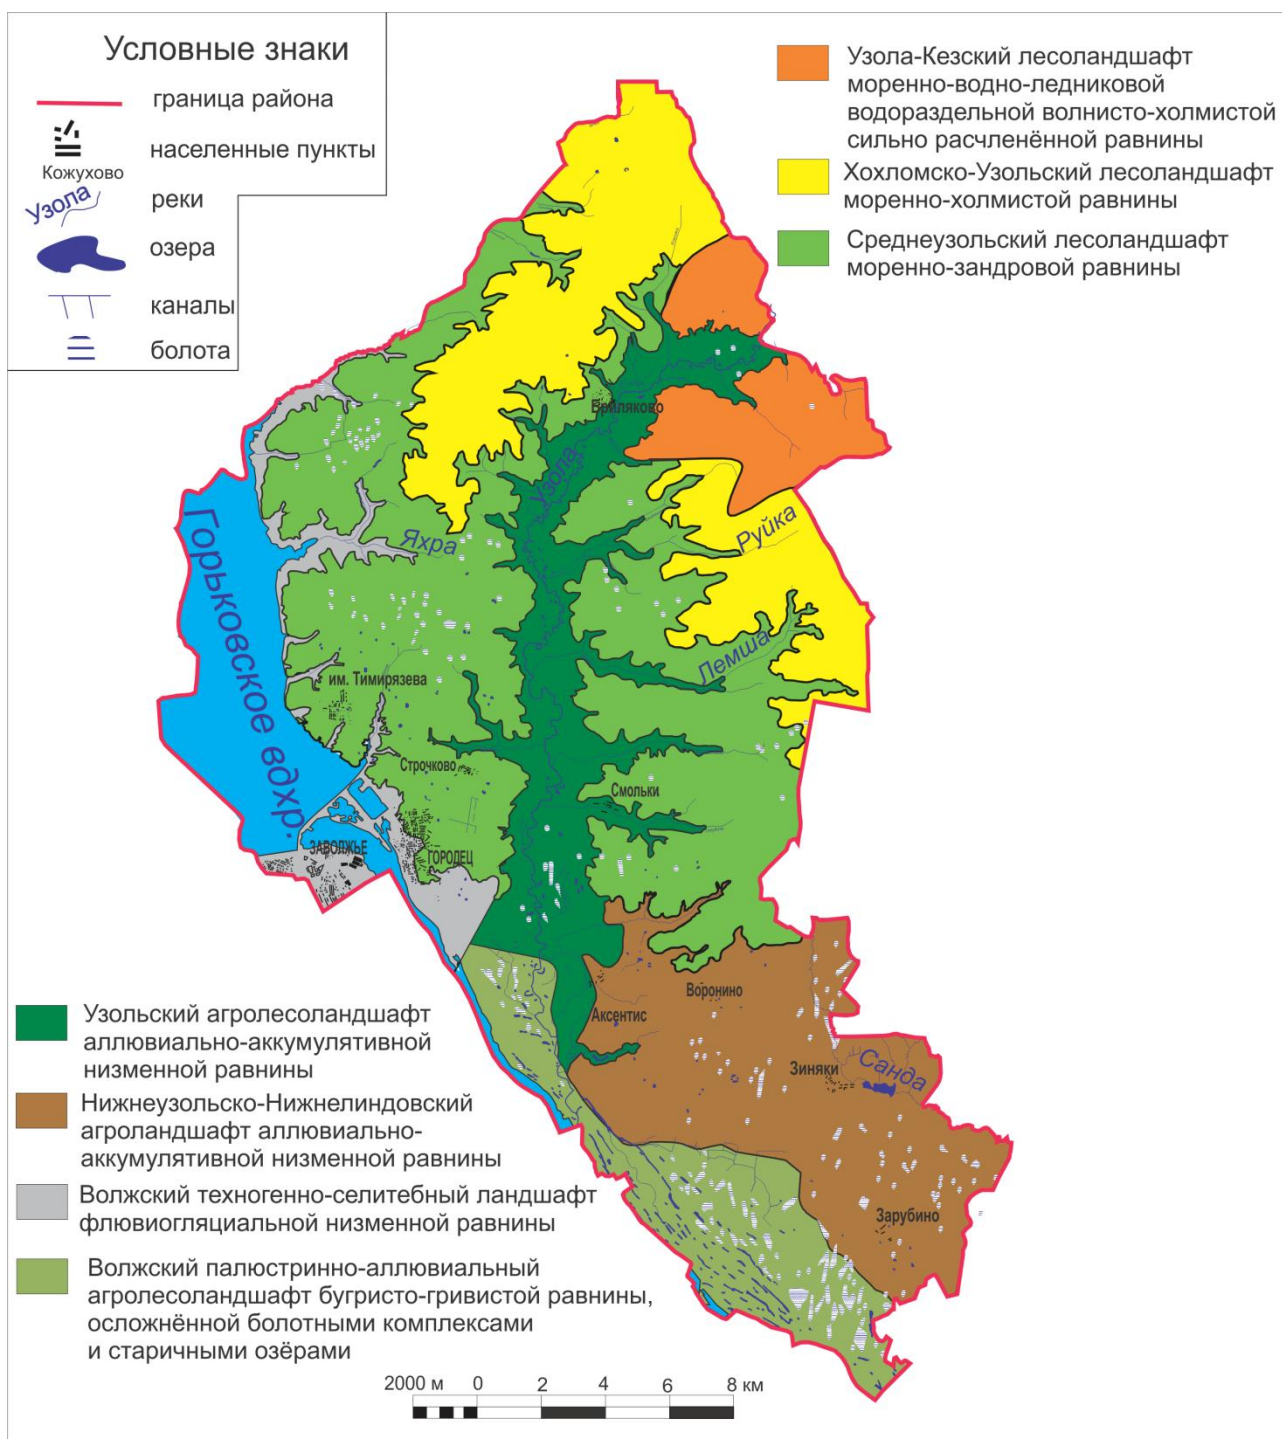 Условные знаки
граница района
населенные пункты
Кожухово
Узола
реки
озера
каналы
болота
Узола-Кезский лесоландшафт
моренно-водно-ледниковой
водораздельной волнисто-холмистой
сильно расчленённой равнины
Хохломско-Узольский лесоландшафт
моренно-холмистой равнины
Среднеузольский лесоландшафт
моренно-зандровой равнины
Бриляково
Узола
Горьковское вдхр.
Яхра
Руйка
Лемша
им. Тимирязева
Строчково
Смольки
ЗАВОЛЖЬЕ
ГОРОДЕЦ
Воронино
Аксентис
Зиняки
Санда
Зарубино
Узольский агролесоландшафт
аллювиально-аккумулятивной
низменной равнины
Нижнеузольско-Нижнелиндовский
агроландшафт аллювиально-
аккумулятивной низменной равнины
Волжский техногенно-селитебный ландшафт
флювиогляциальной низменной равнины
Волжский палюстринно-аллювиальный
агролесоландшафт бугристо-гривистой равнины,
осложнённой болотными комплексами
и старичными озёрами
2000 м 0 2 4 6 8 км